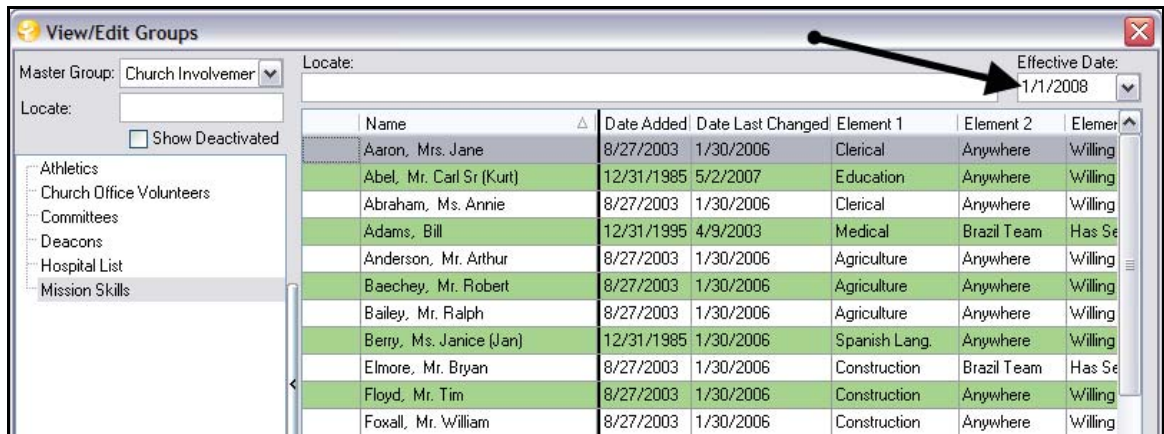 View/Edit Groups
Master Group: Church Involvemer
Locate:
Show Deactivated
Athletics
Church Office Volunteers
Committees
Deacons
Hospital List
Mission Skills
Locate:
Effective Date:
1/1/2008
Name Date Added Date Last Changed Element 1 Element 2 Elemer
Aaron, Mrs. Jane 8/27/2003 1/30/2006 Clerical Anywhere Willing
Abel, Mr. Carl Sr (Kurt) 12/31/1985 5/2/2007 Education Anywhere Willing
Abraham, Ms. Annie 8/27/2003 1/30/2006 Clerical Anywhere Willing
Adams, Bill 12/31/1995 4/9/2003 Medical Brazil Team Has Se
Anderson, Mr. Arthur 8/27/2003 1/30/2006 Agriculture Anywhere Willing
Baechey, Mr. Robert 8/27/2003 1/30/2006 Agriculture Anywhere Willing
Bailey, Mr. Ralph 8/27/2003 1/30/2006 Agriculture Anywhere Willing
Berry, Ms. Janice (Jan) 12/31/1985 1/30/2006 Spanish Lang. Anywhere Willing
Elmore, Mr. Bryan 8/27/2003 1/30/2006 Construction Brazil Team Has Se
Floyd, Mr. Tim 8/27/2003 1/30/2006 Construction Anywhere Willing
Foxall, Mr. William 8/27/2003 1/30/2006 Construction Anywhere Willing